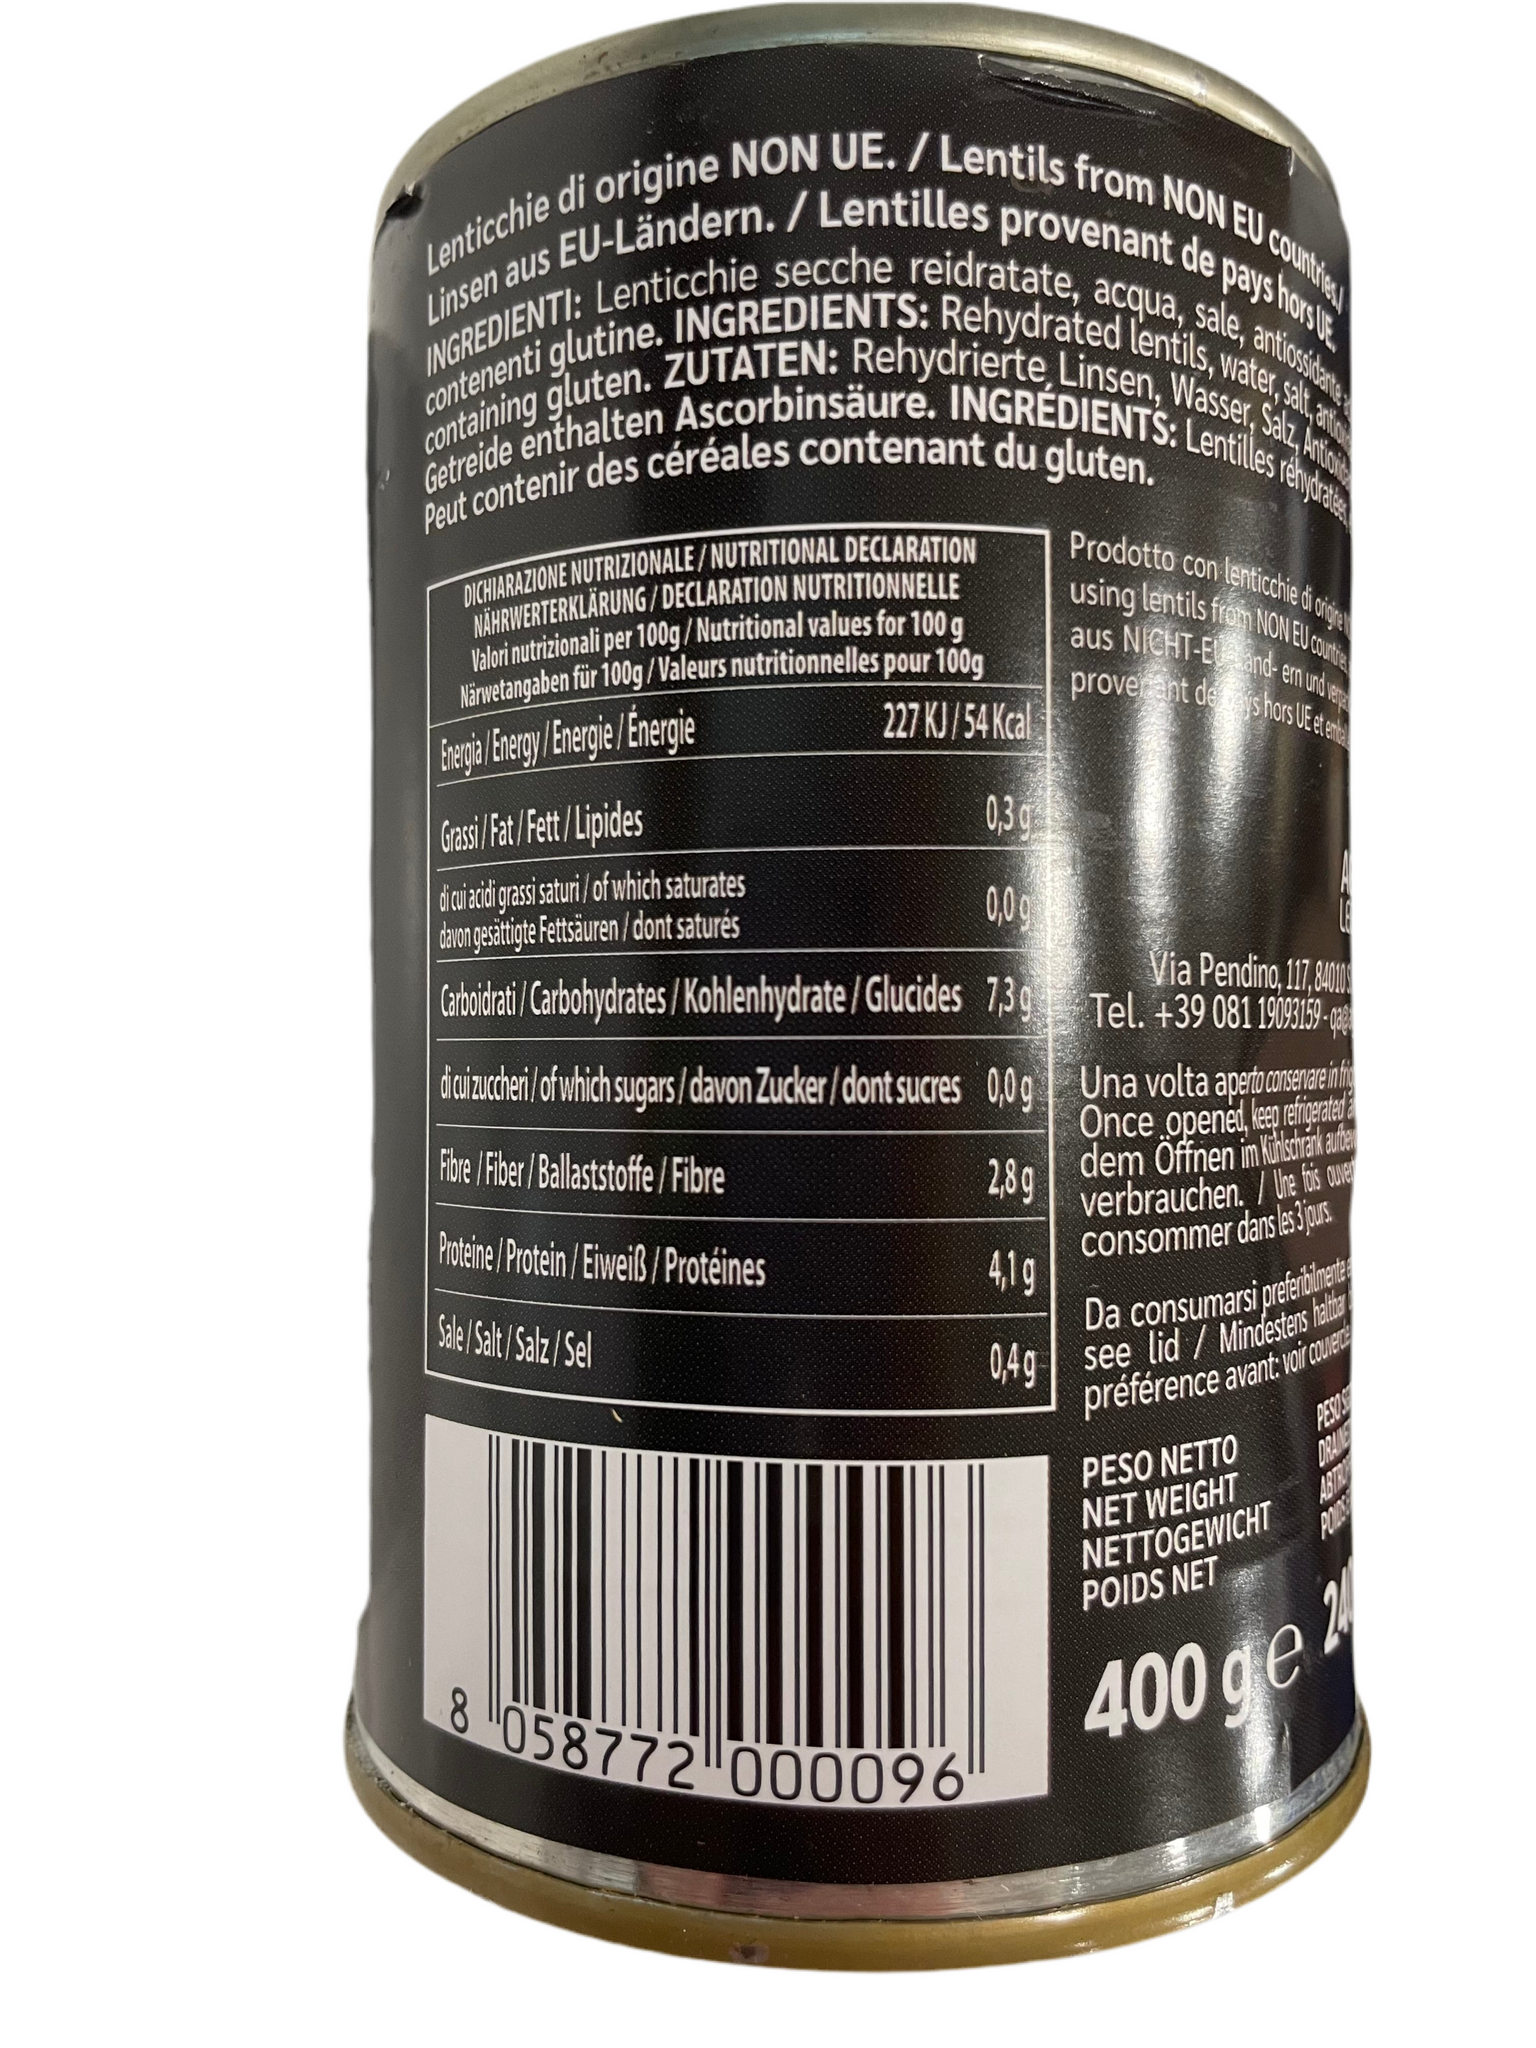 Lenticchie di origine NON UE. / Lentils from NON EU countries./
Linsen aus EU-Ländern. / Lentilles provenant de pays hors UE.
INGREDIENTI: Lenticchie secche reidratate, acqua, sale, antiossidante
contenenti glutine. INGREDIENTS: Rehydrated lentils, water, salt,
containing gluten. ZUTATEN: Rehydrierte Linsen, Wasser, Salz,
Getreide enthalten Ascorbinsäure. INGRÉDIENTS: Lentilles réhydratées,
Peut contenir des céréales contenant du gluten.
DICHIARAZIONE NUTRIZIONALE / NUTRITIONAL DECLARATION
NÄHRWERTERKLÄRUNG / DECLARATION NUTRITIONNELLE
Valori nutrizionali per 100g / Nutritional values for 100 g
Närwetangaben für 100g / Valeurs nutritionnelles pour 100g
Energia / Energy / Energie / Énergie 227 KJ / 54 Kcal
Grassi / Fat / Fett / Lipides 0,3 g
di cui acidi grassi saturi / of which saturates
davon gesättigte Fettsäuren / dont saturés 0,0 g
Carboidrati / Carbohydrates / Kohlenhydrate / Glucides 7,3 g
di cui zuccheri / of which sugars / davon Zucker / dont sucres 0,0 g
Fibre / Fiber / Ballaststoffe / Fibre 2,8 g
Proteine / Protein / Eiweiß / Protéines 4,1 g
Sale / Salt / Salz / Sel 0,4 g
8 058772 000096
Prodotto con lenticchie di origine
using lentils from NON EU countries,
aus NICHT-EU ern und
provenant de pays hors UE et
Via Pendino, 117, 84010
Tel. +39 081 19093159 -
Una volta aperto conservare in
Once opened, keep refrigerated
dem Öffnen im Kühlschrank
verbrauchen. / Une fois
consommer dans les 3 jours.
Da consumarsi preferibilmente
see lid / Mindestens haltbar
préférence avant: voir
PESO NETTO
NET WEIGHT
NETTOGEWICHT
POIDS NET
400 g e
PESO